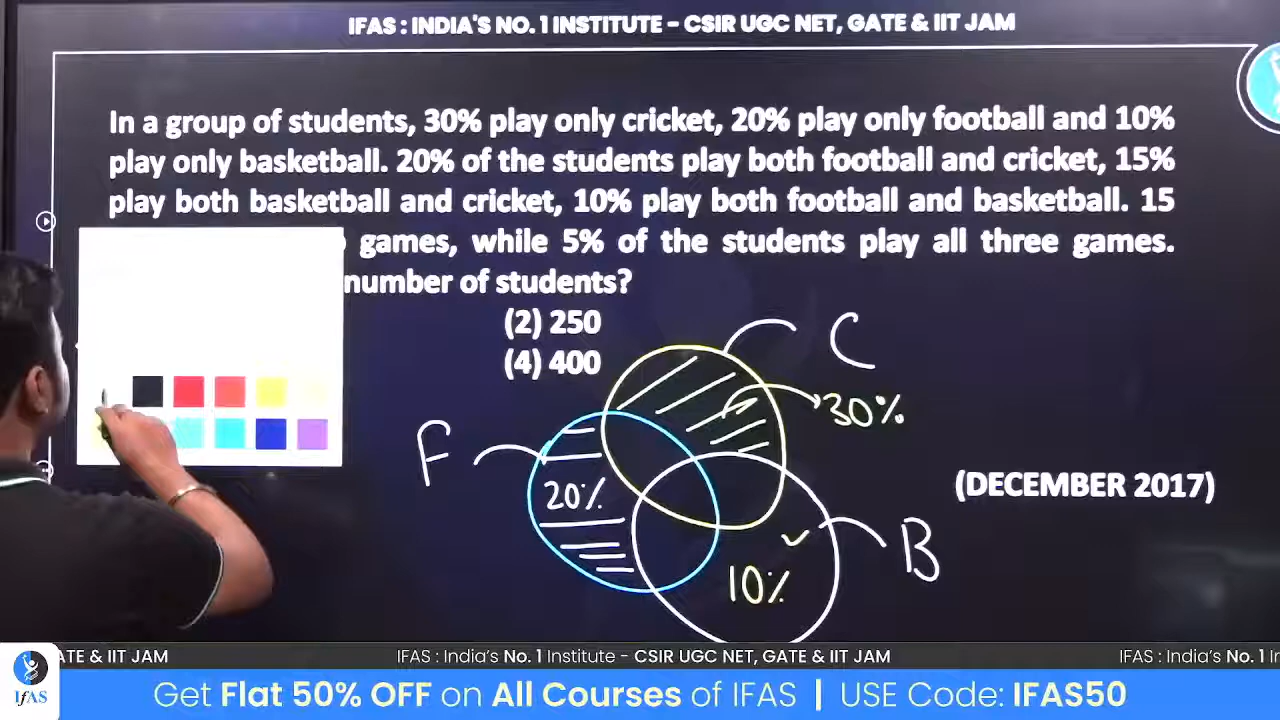 IFAS : INDIA'S NO. 1 INSTITUTE - CSIR UGC NET, GATE & IIT JAM
In a group of students, 30% play only cricket, 20% play only football and 10%
play only basketball. 20% of the students play both football and cricket, 15%
play both basketball and cricket, 10% play both football and basketball. 15
games, while 5% of the students play all three games.
number of students?
(2) 250
(4) 400
C
30%
F
20%
(DECEMBER 2017)
B
10%
ATE & IIT JAM
IFAS : India's No. 1 Institute - CSIR UGC NET, GATE & IIT JAM
IFAS : India's No. 1 In
IFAS
Get Flat 50% OFF on All Courses of IFAS | USE Code: IFAS50